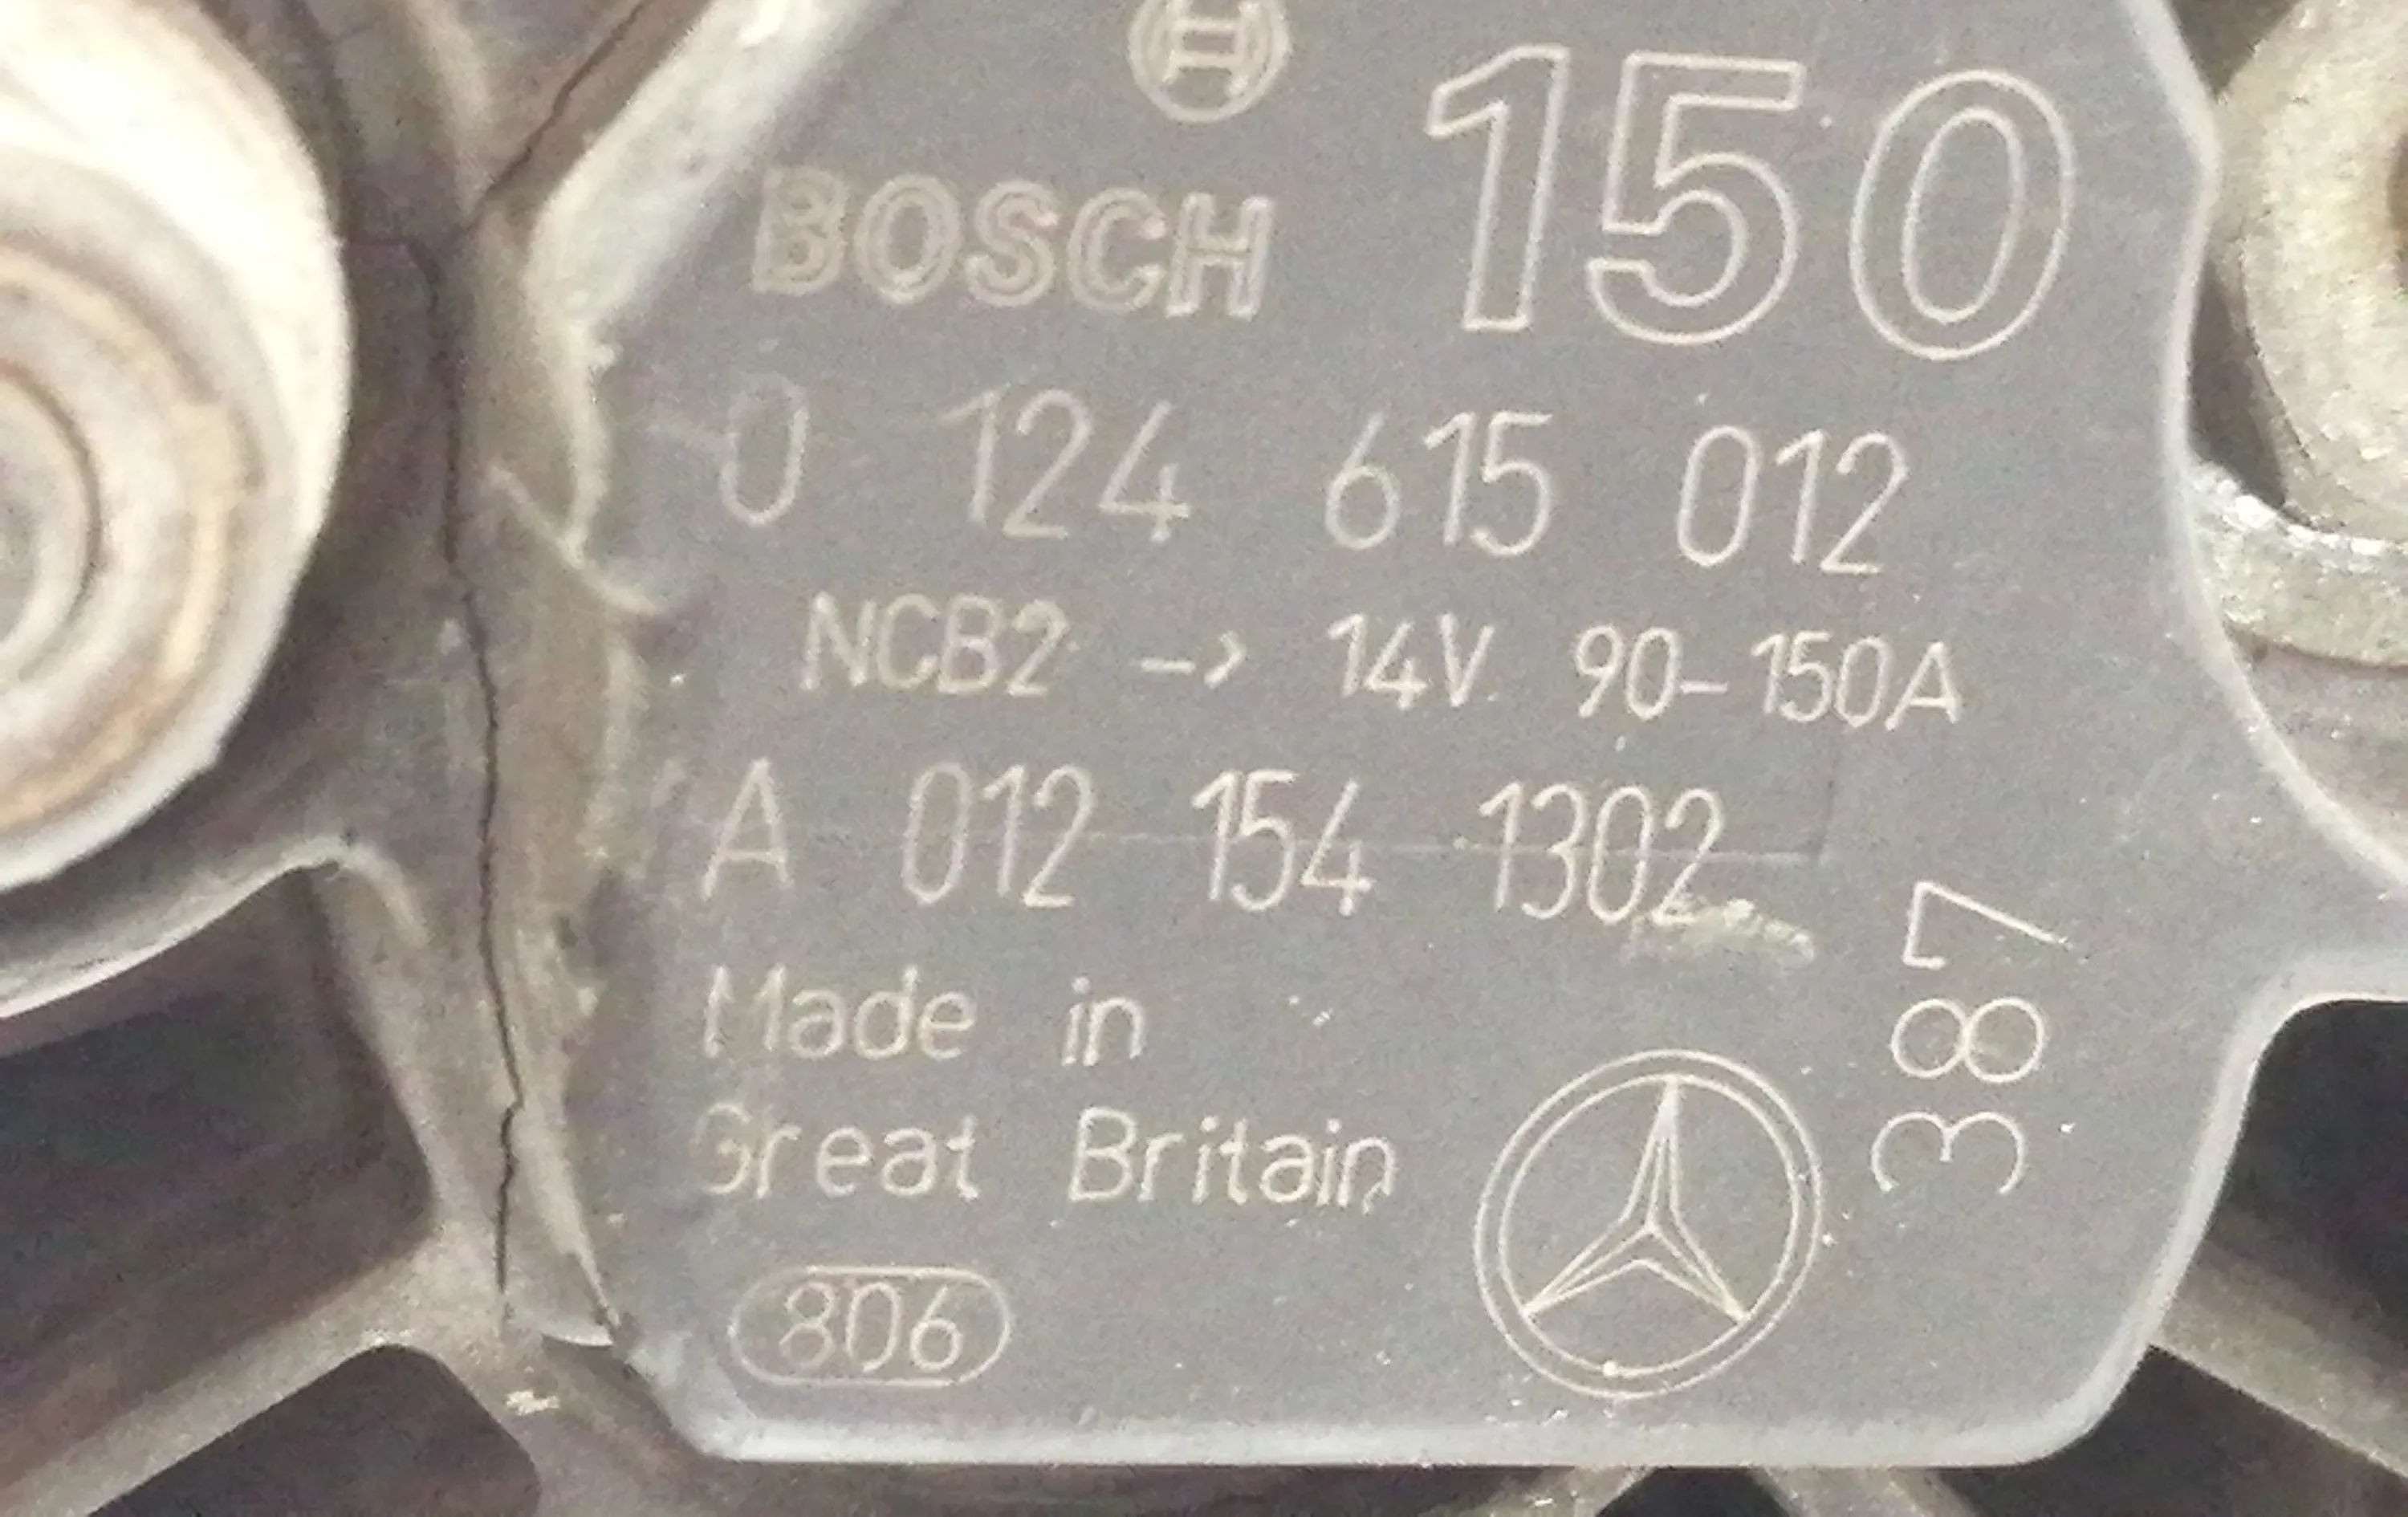 BOSCH 150
0 124 615 012
NCB2 -> 14V 90-150A
A 012 154 1302
Made in
Great Britain
387
806